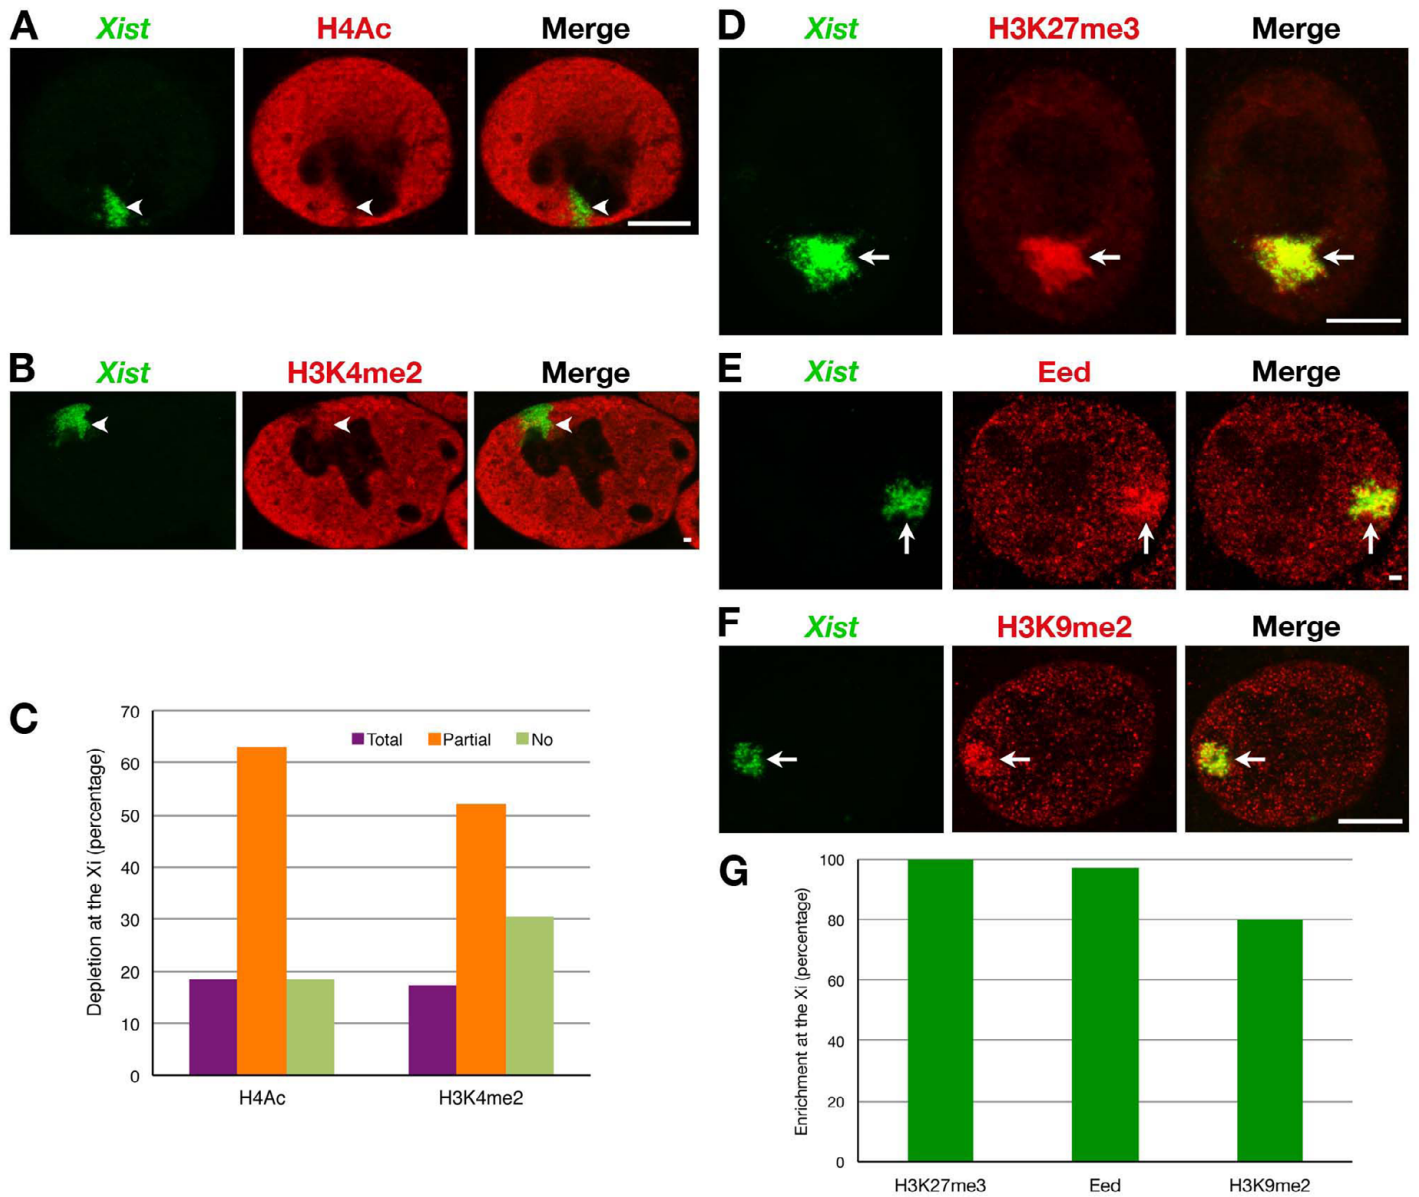 A
Xist H4Ac Merge
B
Xist H3K4me2 Merge
C
Depletion at the Xi (percentage)
70
60
50
40
30
20
10
0
Total Partial No
H4Ac H3K4me2
D
Xist H3K27me3 Merge
E
Xist Eed Merge
F
Xist H3K9me2 Merge
G
Enrichment at the Xi (percentage)
100
80
60
40
20
0
H3K27me3 Eed H3K9me2